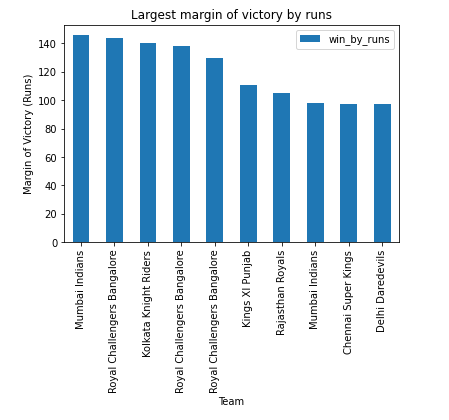 Largest margin of victory by runs
win_by_runs
Margin of Victory (Runs)
140
120
100
80
60
40
20
0
Mumbai Indians
Royal Challengers Bangalore
Kolkata Knight Riders
Royal Challengers Bangalore
Royal Challengers Bangalore
Kings XI Punjab
Rajasthan Royals
Mumbai Indians
Chennai Super Kings
Delhi Daredevils
Team